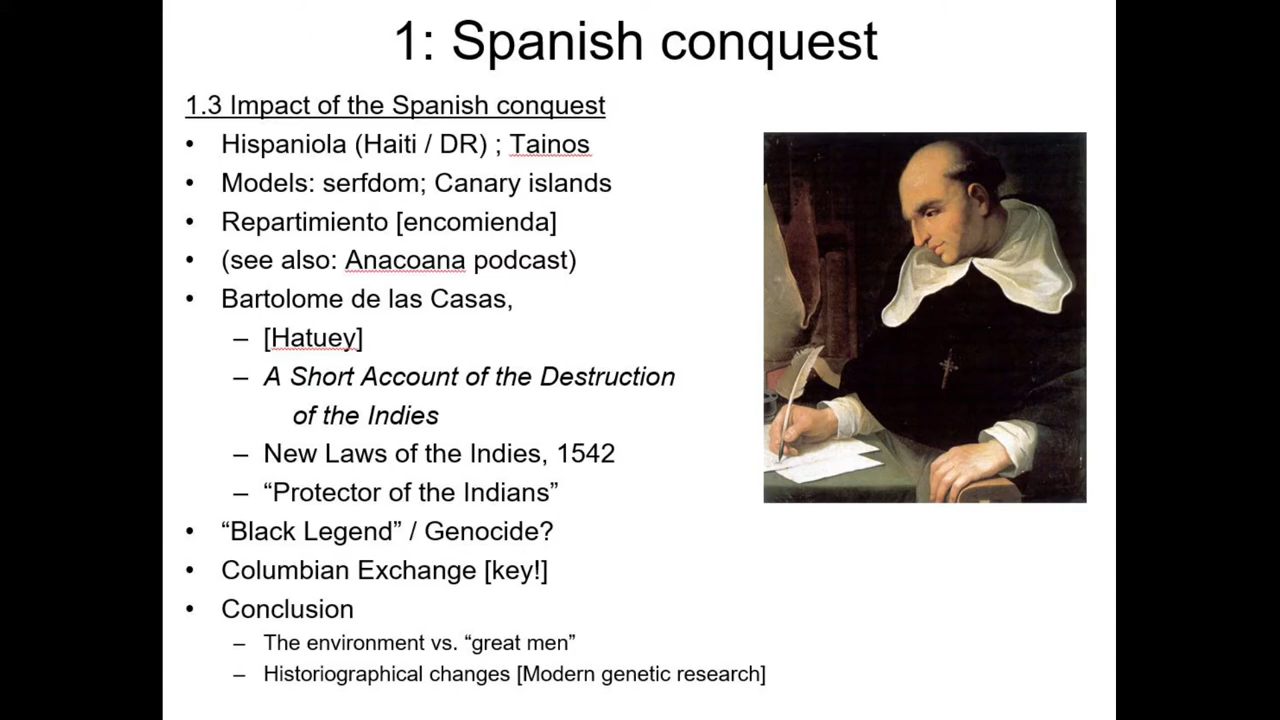 1: Spanish conquest
1.3 Impact of the Spanish conquest
• Hispaniola (Haiti / DR) ; Tainos
• Models: serfdom; Canary islands
• Repartimiento [encomienda]
• (see also: Anacoana podcast)
• Bartolome de las Casas,
– [Hatuey]
– A Short Account of the Destruction
of the Indies
– New Laws of the Indies, 1542
– “Protector of the Indians”
• “Black Legend” / Genocide?
• Columbian Exchange [key!]
• Conclusion
– The environment vs. “great men”
– Historiographical changes [Modern genetic research]